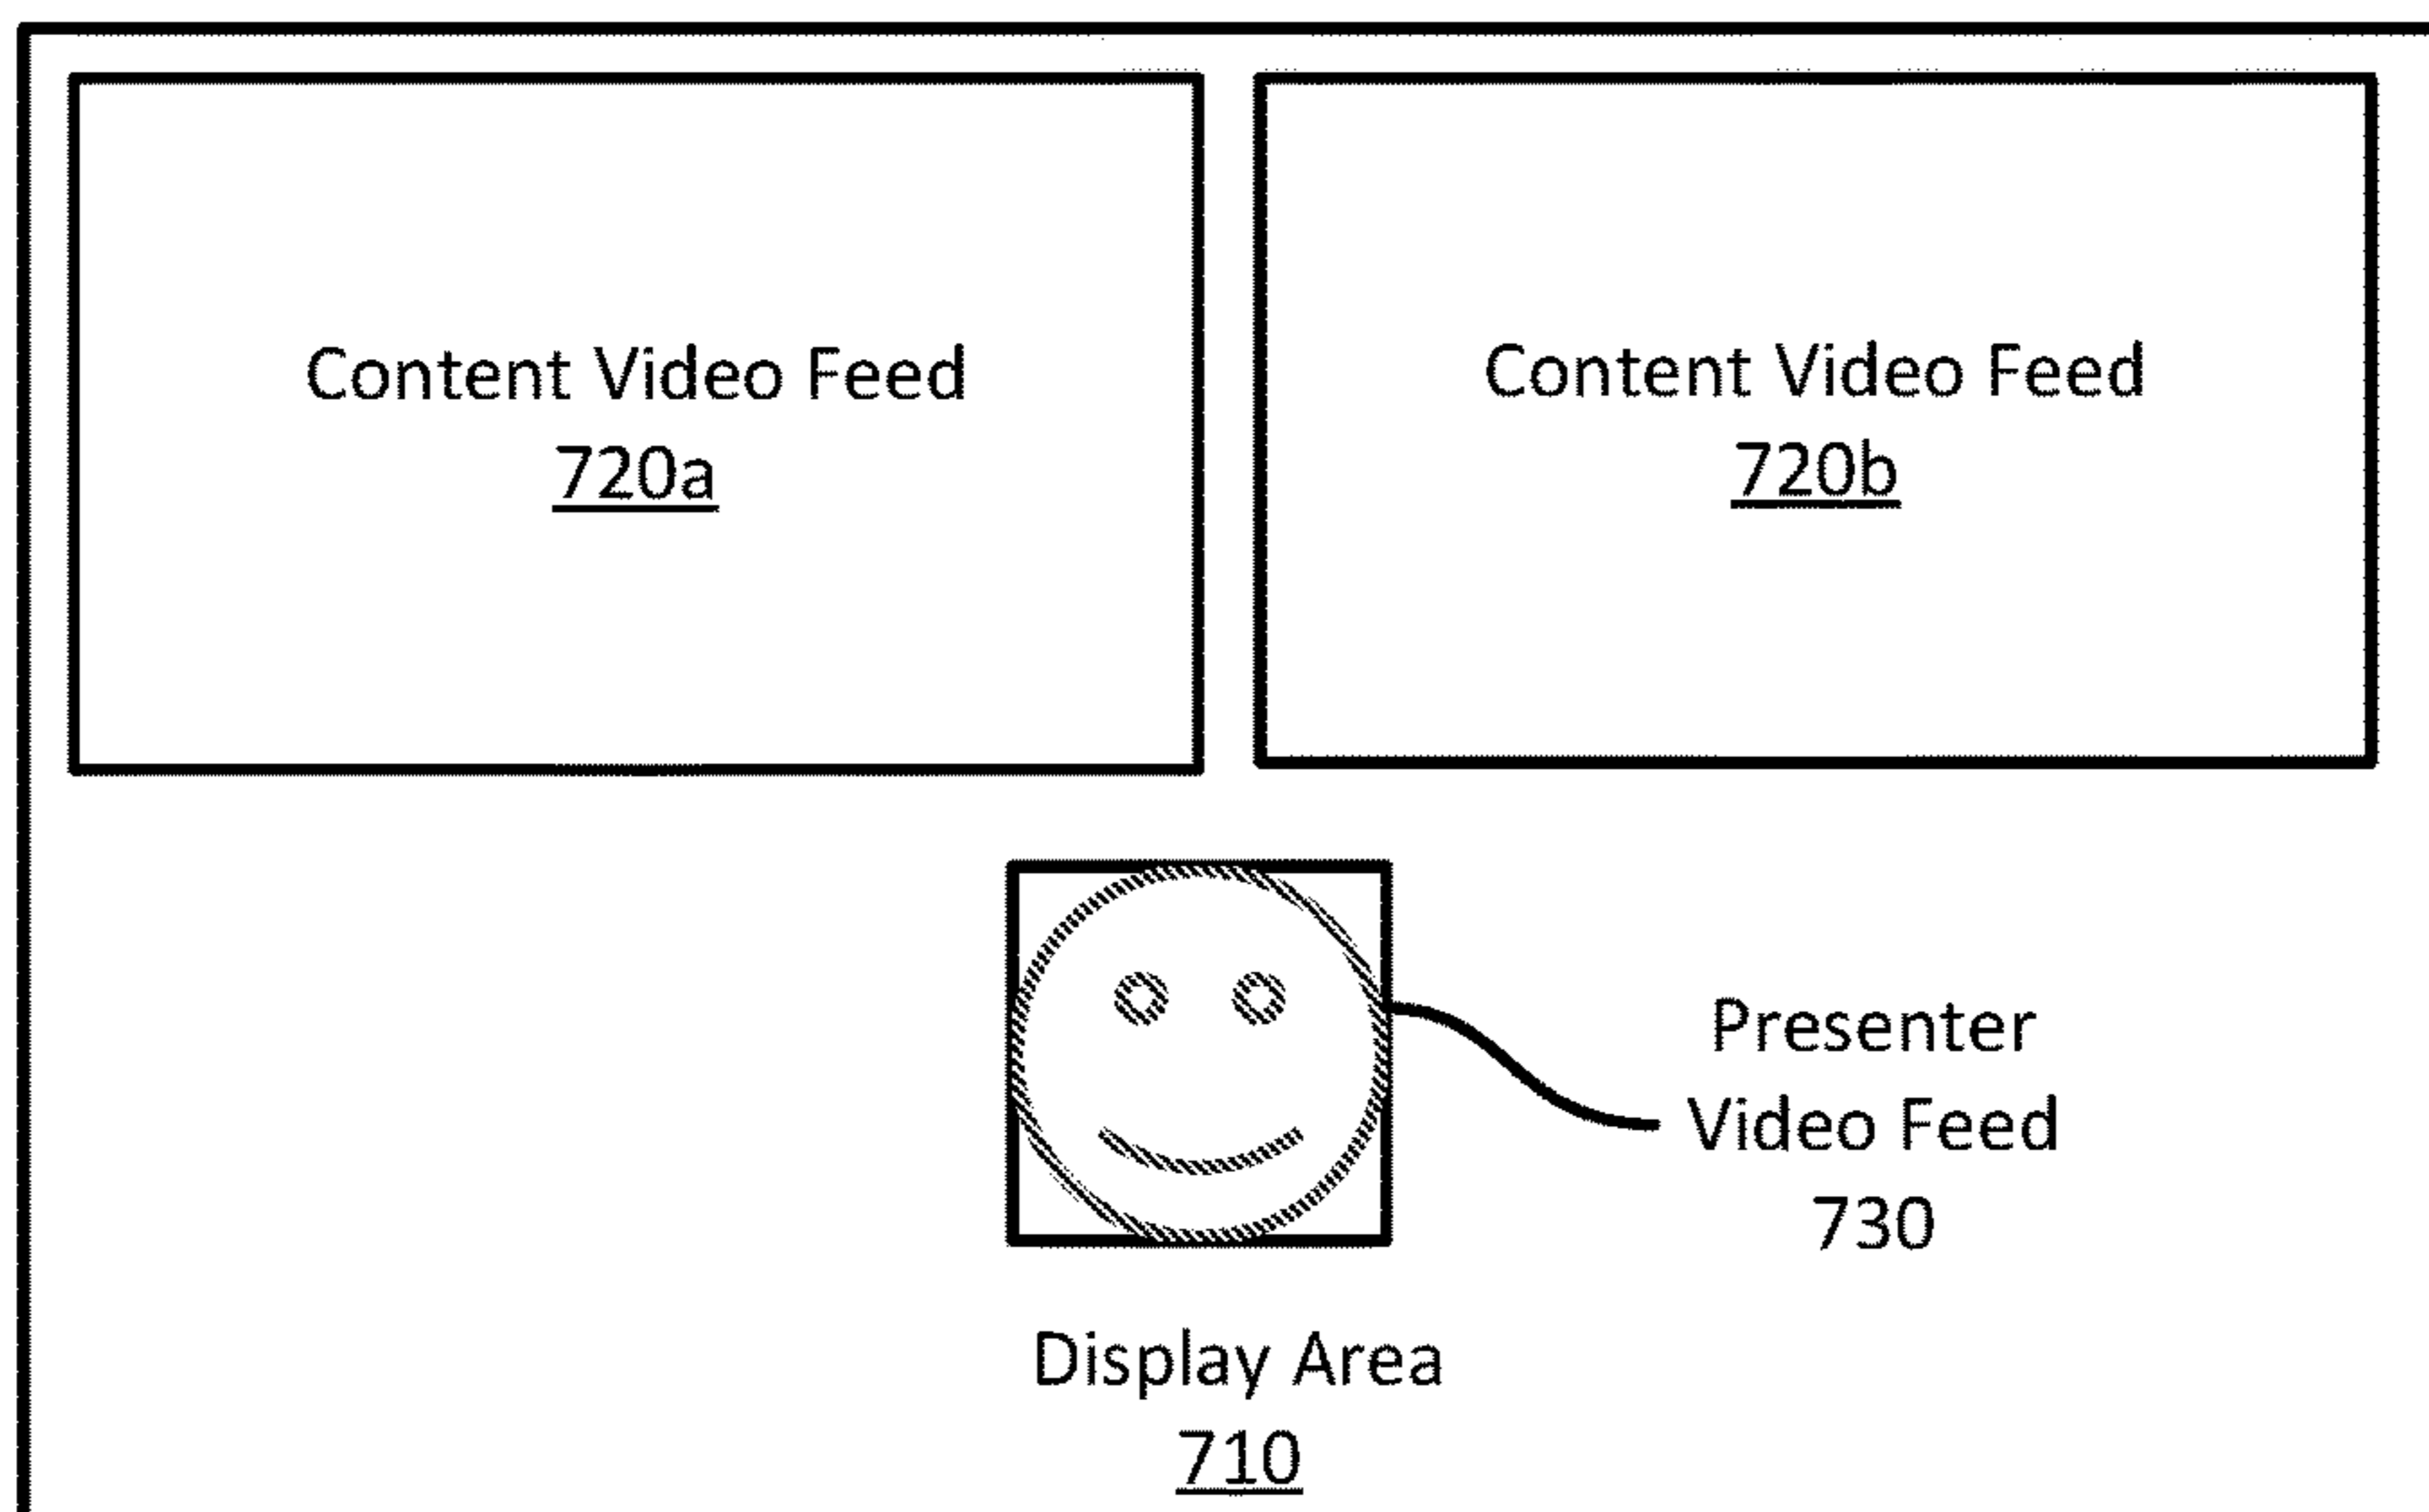 Content Video Feed
720a
Content Video Feed
720b
Presenter
Video Feed
730
Display Area
710